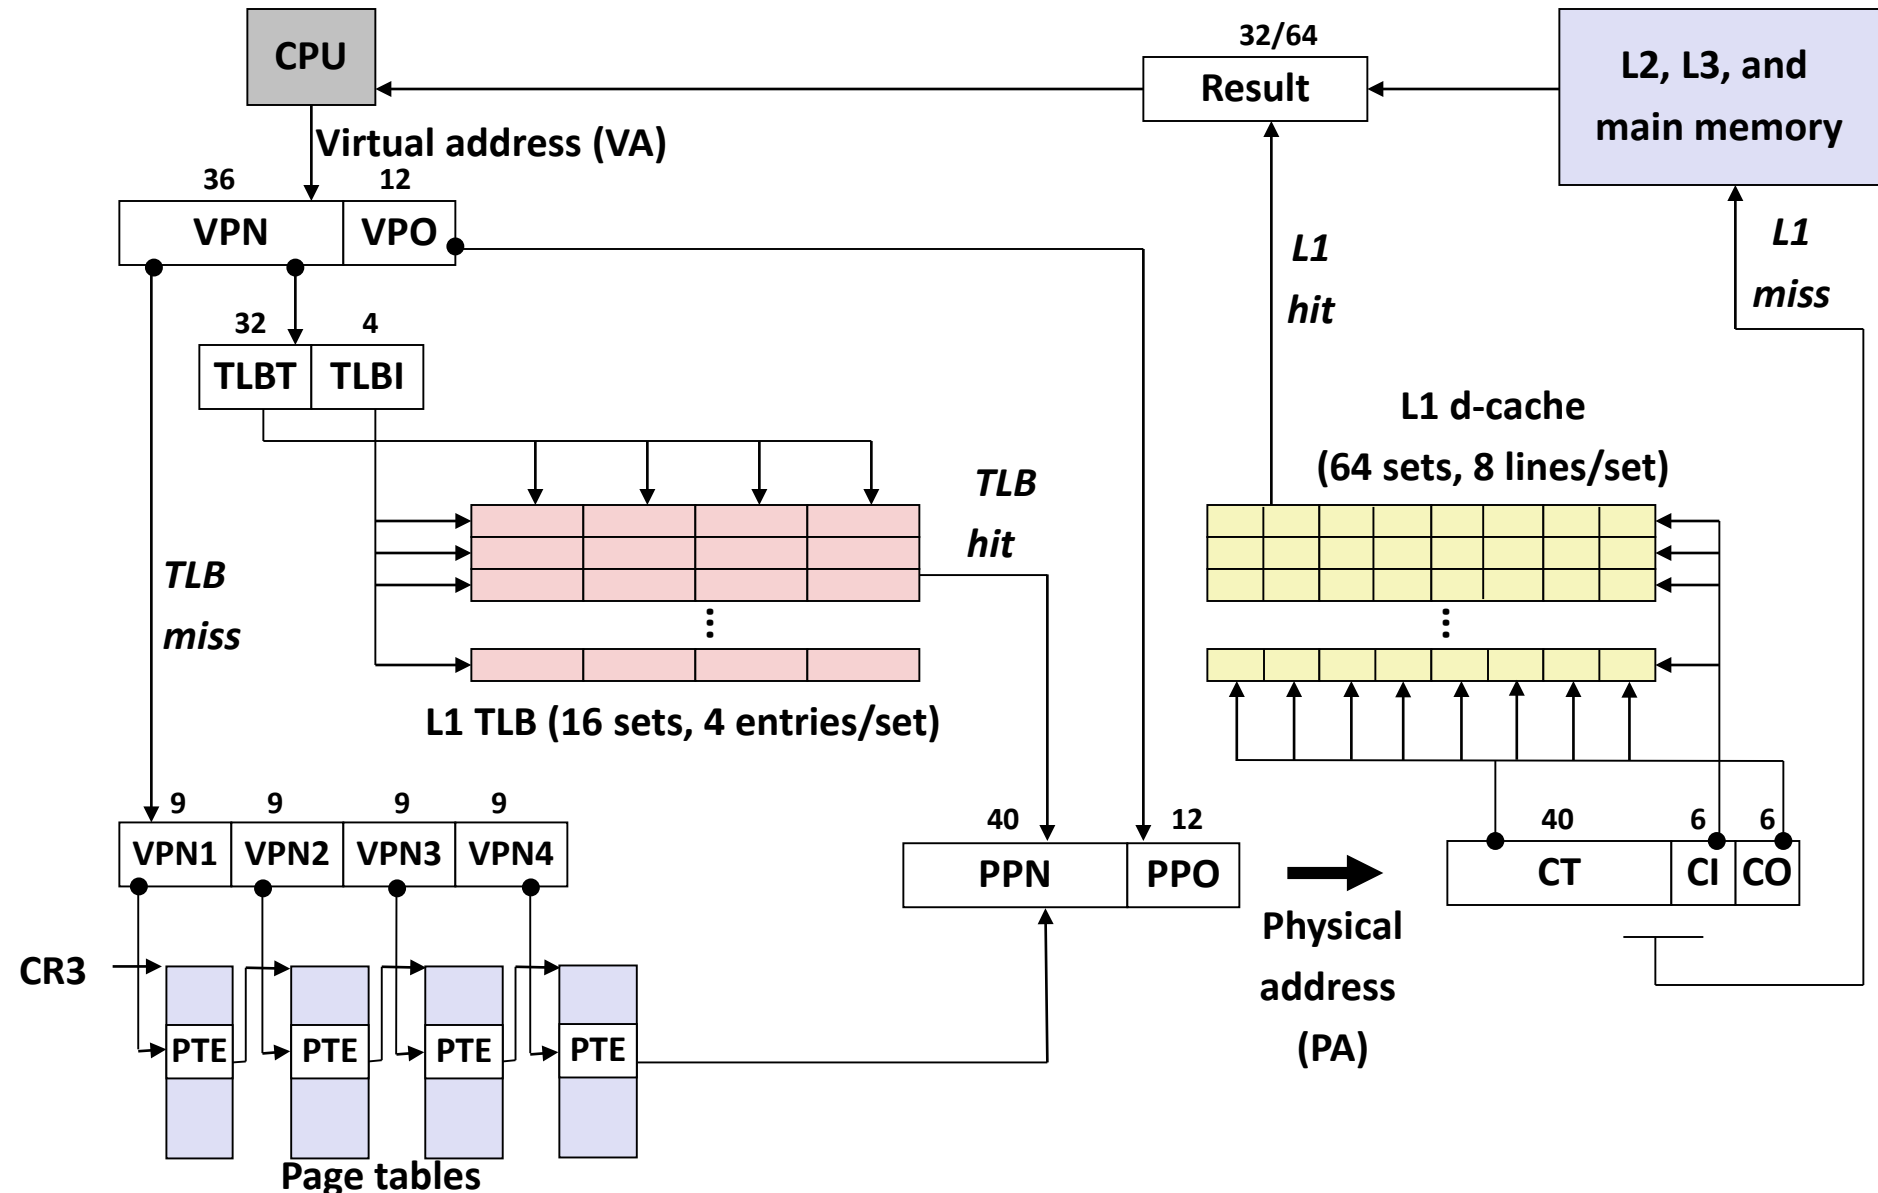 CPU
32/64
Result
L2, L3, and
main memory
Virtual address (VA)
36
12
VPN
VPO
L1
hit
L1
miss
32
4
TLBT
TLBI
L1 d-cache
(64 sets, 8 lines/set)
TLB
hit
TLB
miss
...
...
L1 TLB (16 sets, 4 entries/set)
9
9
9
9
VPN1
VPN2
VPN3
VPN4
40
12
PPN
PPO
40
6
6
CT
CI
CO
Physical
address
(PA)
CR3
PTE
PTE
PTE
PTE
Page tables